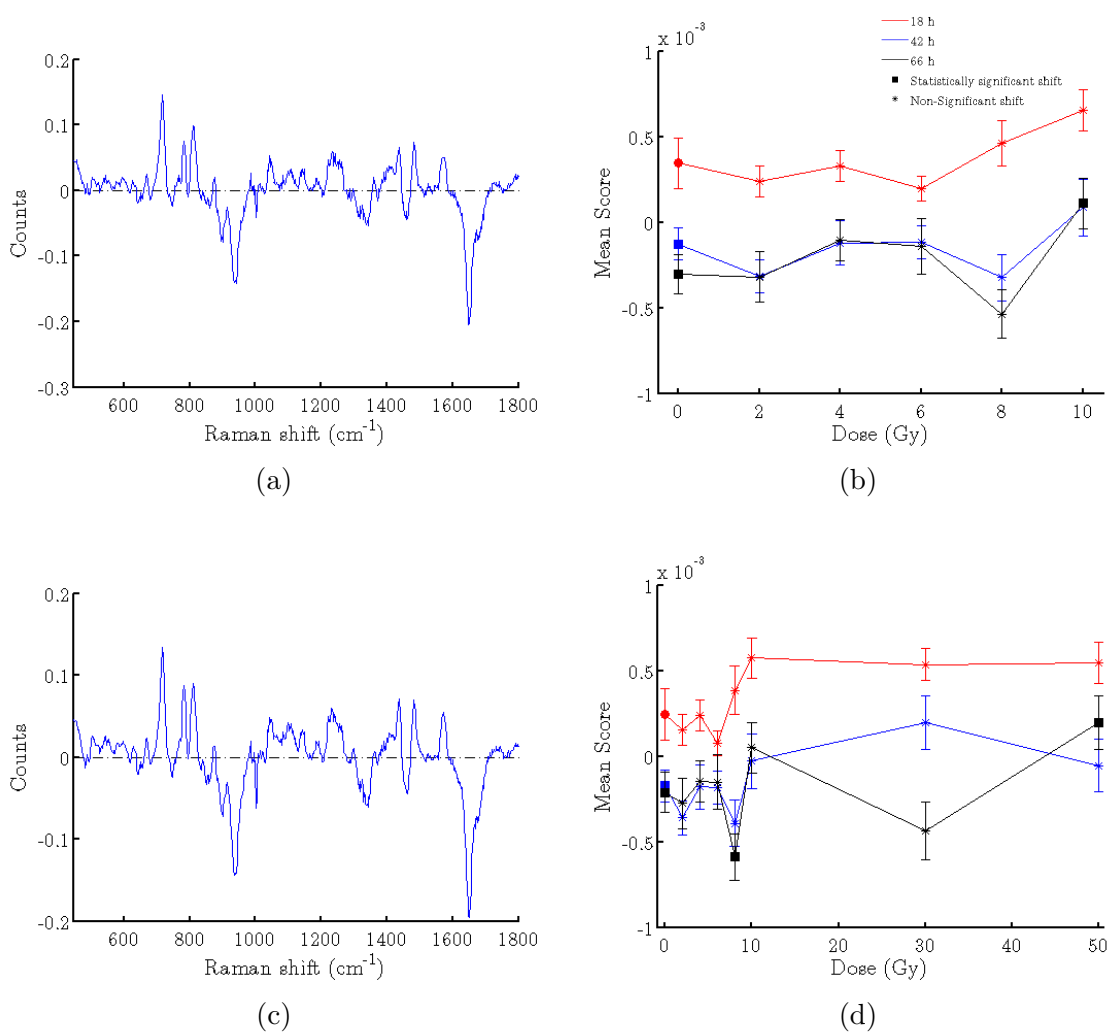 x 10⁻³
18 h
42 h
66 h
Statistically significant shift
Non-Significant shift
0.2
0.1
0
-0.1
-0.2
-0.3
Counts
600 800 1000 1200 1400 1600 1800
Raman shift (cm⁻¹)
(a)
1
0.5
0
-0.5
-1
Mean Score
0 2 4 6 8 10
Dose (Gy)
(b)
0.2
0.1
0
-0.1
-0.2
Counts
600 800 1000 1200 1400 1600 1800
Raman shift (cm⁻¹)
(c)
x 10⁻³
1
0.5
0
-0.5
-1
Mean Score
0 10 20 30 40 50
Dose (Gy)
(d)